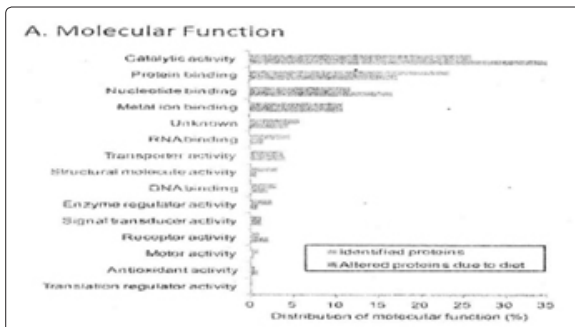 A. Molecular Function
Catalytic activity
Protein binding
Nucleotide binding
Metal ion binding
Unknown
RNA binding
Transporter activity
Structural molecule activity
DNA binding
Enzyme regulator activity
Signal transducer activity
Receptor activity
Motor activity
Antioxidant activity
Translation regulator activity
Identified proteins
Altered proteins due to diet
0 5 10 15 20 25 30 35
Distribution of molecular function (%)